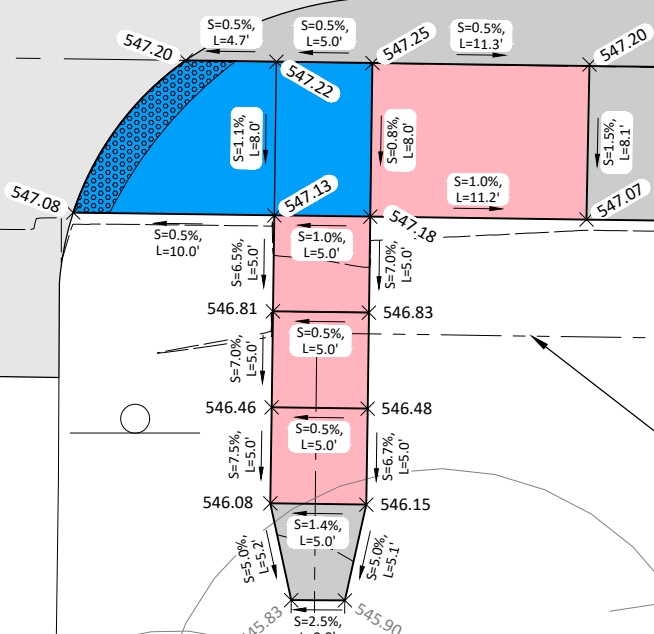 S=0.5%,
L=4.7'
S=0.5%,
L=5.0'
S=0.5%,
L=11.3'
547.20
547.22
547.25
547.20
S=1.1%,
L=8.0'
S=0.8%,
L=8.0'
S=1.5%,
L=8.1'
S=1.0%,
L=11.2'
547.08
547.13
547.18
547.07
S=0.5%,
L=10.0'
S=1.0%,
L=5.0'
S=6.5%,
L=5.0'
S=7.0%,
L=5.0'
546.81
546.83
S=0.5%,
L=5.0'
S=7.0%,
L=5.0'
546.46
546.48
S=0.5%,
L=5.0'
S=7.5%,
L=5.0'
S=6.7%,
L=5.0'
546.08
546.15
S=1.4%,
L=5.0'
S=5.0%,
L=5.2'
S=5.0%,
L=5.1'
45.83
545.90
S=2.5%,